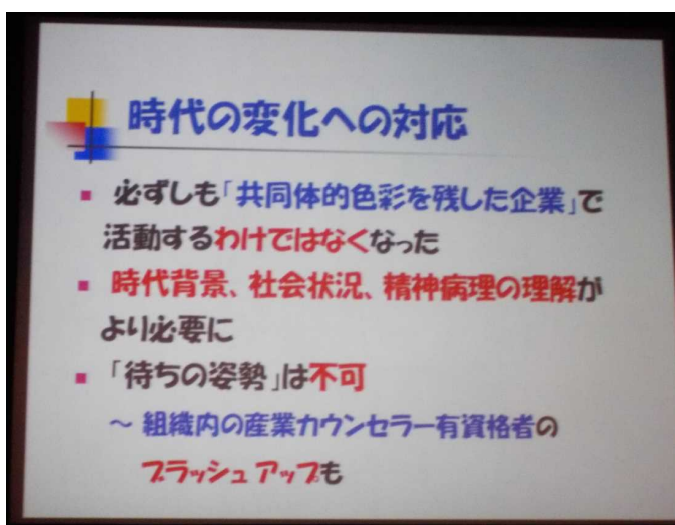 時代の変化への対応
■ 必ずしも「共同体的色彩を残した企業」で
活動するわけではなくなった
■ 時代背景、社会状況、精神病理の理解が
より必要に
■ 「待ちの姿勢」は不可
～ 組織内の産業カウンセラー有資格者の
ブラッシュアップも